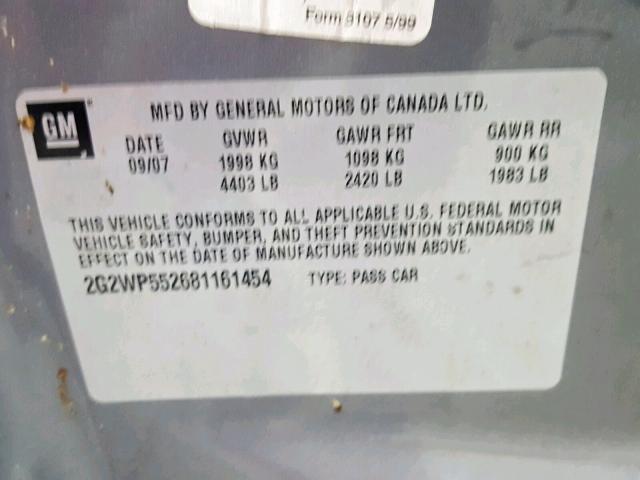 Form 3107 5/99
GM
MFD BY GENERAL MOTORS OF CANADA LTD.
DATE GVWR GAWR FRT GAWR RR
09/07 1998 KG 1098 KG 900 KG
4403 LB 2420 LB 1983 LB
THIS VEHICLE CONFORMS TO ALL APPLICABLE U.S. FEDERAL MOTOR
VEHICLE SAFETY, BUMPER, AND THEFT PREVENTION STANDARDS IN
EFFECT ON THE DATE OF MANUFACTURE SHOWN ABOVE.
2G2WP552681161454 TYPE: PASS CAR